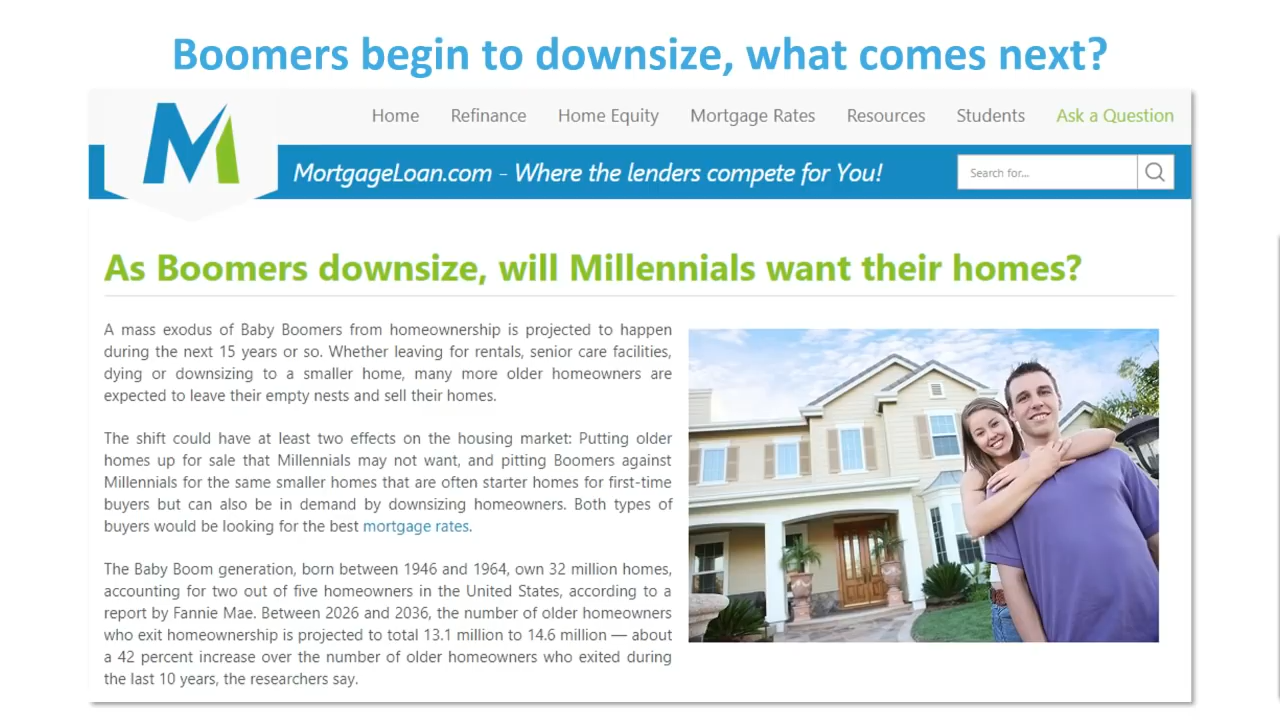 Boomers begin to downsize, what comes next?
M
Home Refinance Home Equity Mortgage Rates Resources Students Ask a Question
MortgageLoan.com - Where the lenders compete for You!
Search for...
As Boomers downsize, will Millennials want their homes?
A mass exodus of Baby Boomers from homeownership is projected to happen
during the next 15 years or so. Whether leaving for rentals, senior care facilities,
dying or downsizing to a smaller home, many more older homeowners are
expected to leave their empty nests and sell their homes.
The shift could have at least two effects on the housing market: Putting older
homes up for sale that Millennials may not want, and pitting Boomers against
Millennials for the same smaller homes that are often starter homes for first-time
buyers but can also be in demand by downsizing homeowners. Both types of
buyers would be looking for the best mortgage rates.
The Baby Boom generation, born between 1946 and 1964, own 32 million homes,
accounting for two out of five homeowners in the United States, according to a
report by Fannie Mae. Between 2026 and 2036, the number of older homeowners
who exit homeownership is projected to total 13.1 million to 14.6 million — about
a 42 percent increase over the number of older homeowners who exited during
the last 10 years, the researchers say.